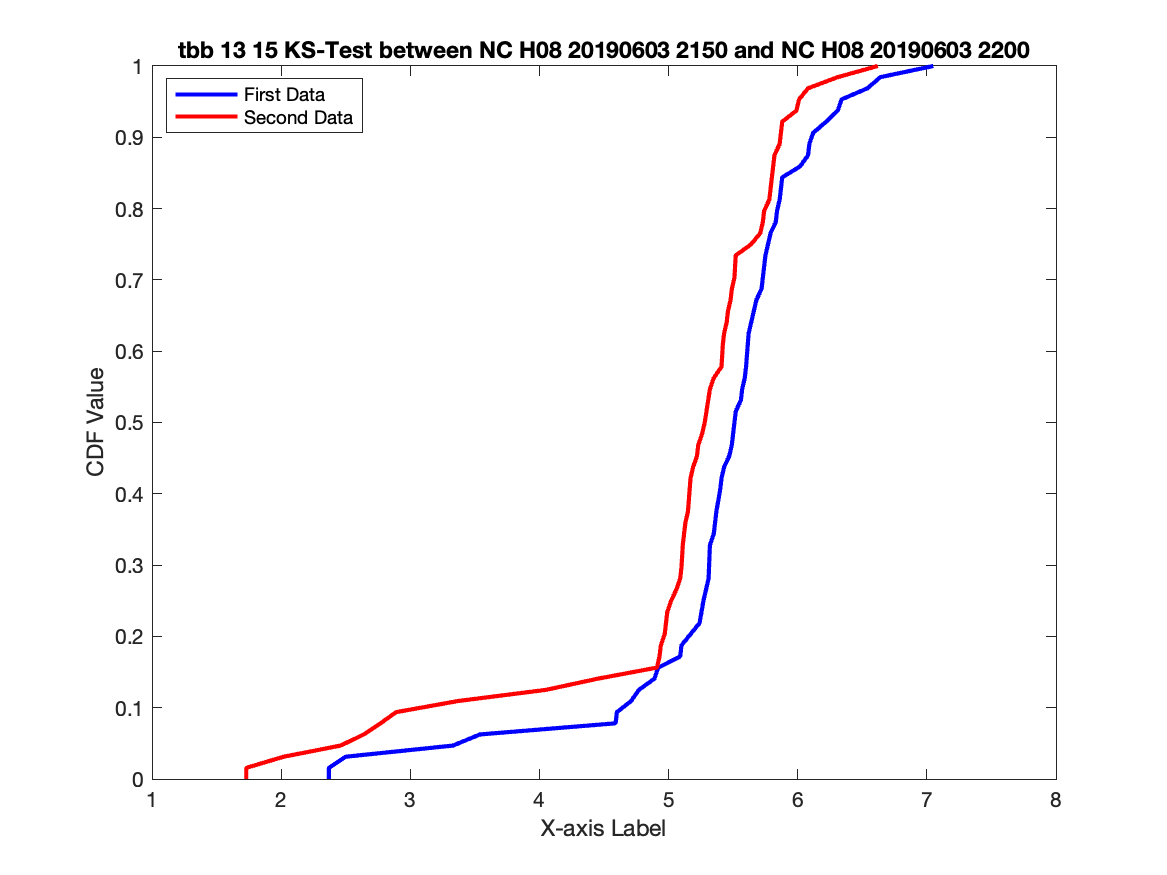 tbb 13 15 KS-Test between NC H08 20190603 2150 and NC H08 20190603 2200
First Data
Second Data
1
0.9
0.8
0.7
0.6
0.5
0.4
0.3
0.2
0.1
0
CDF Value
1 2 3 4 5 6 7 8
X-axis Label